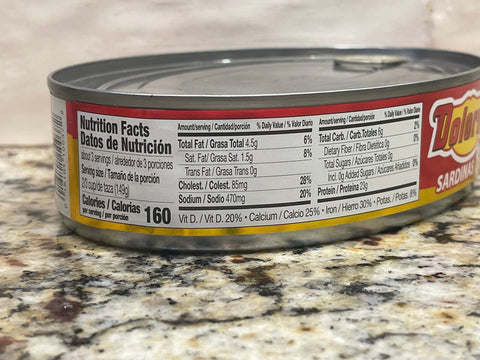 Nutrition Facts
Datos de Nutrición
about 3 servings / alrededor de 3 porciones
Serving size / Tamaño de la porción
0.5 cup de taza (149g)
Calories / Calorías
per serving / por porción
160
Amount/serving / Cantidad/porción % Daily Value / % Valor Diario
Total Fat / Grasa Total 4.5g 6%
Sat. Fat / Grasa Sat. 1.5g 8%
Trans Fat / Grasa Trans 0g
Cholest. / Colest. 85mg 28%
Sodium / Sodio 470mg 20%
Amount/serving / Cantidad/porción % Daily Value / % Valor Diario
Total Carb. / Carb.Totales 6g 2%
Dietary Fiber / Fibra Dietética 0g 0%
Total Sugars / Azúcares Totales 0g
Incl. 0g Added Sugars / Azúcares Añadidos 0%
Protein / Proteína 23g
Vit D. / Vit D. 20% • Calcium / Calcio 25% • Iron / Hierro 30% • Potas. / Potas. 8%
SARDINAS